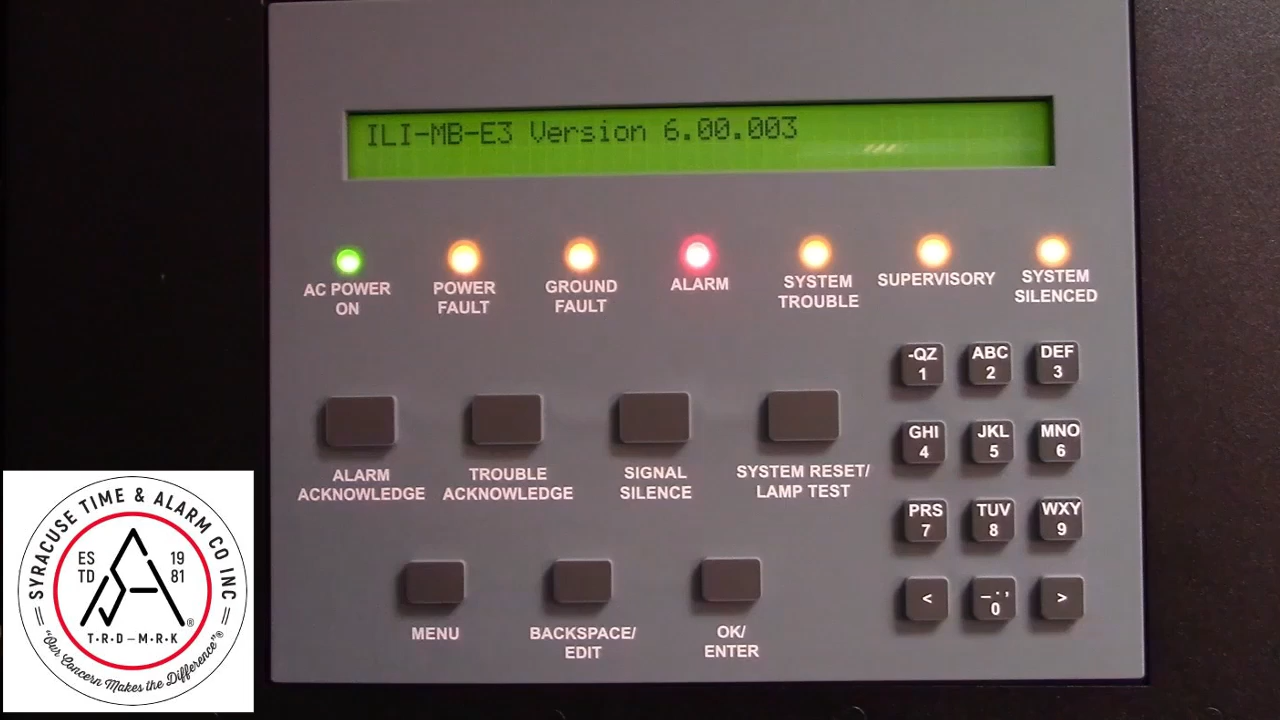 ILI-MB-E3 Version 6.00.003
AC POWER
ON
POWER
FAULT
GROUND
FAULT
ALARM
SYSTEM
TROUBLE
SUPERVISORY
SYSTEM
SILENCED
-QZ
1
ABC
2
DEF
3
GHI
4
JKL
5
MNO
6
PRS
7
TUV
8
WXY
9
<
_ . ,
0
>
ALARM
ACKNOWLEDGE
TROUBLE
ACKNOWLEDGE
SIGNAL
SILENCE
SYSTEM RESET/
LAMP TEST
MENU
BACKSPACE/
EDIT
OK/
ENTER
SYRACUSE TIME & ALARM CO INC
ES
TD
19
81
SA®
T•R•D–M•R•K
"Our Concern Makes the Difference"®